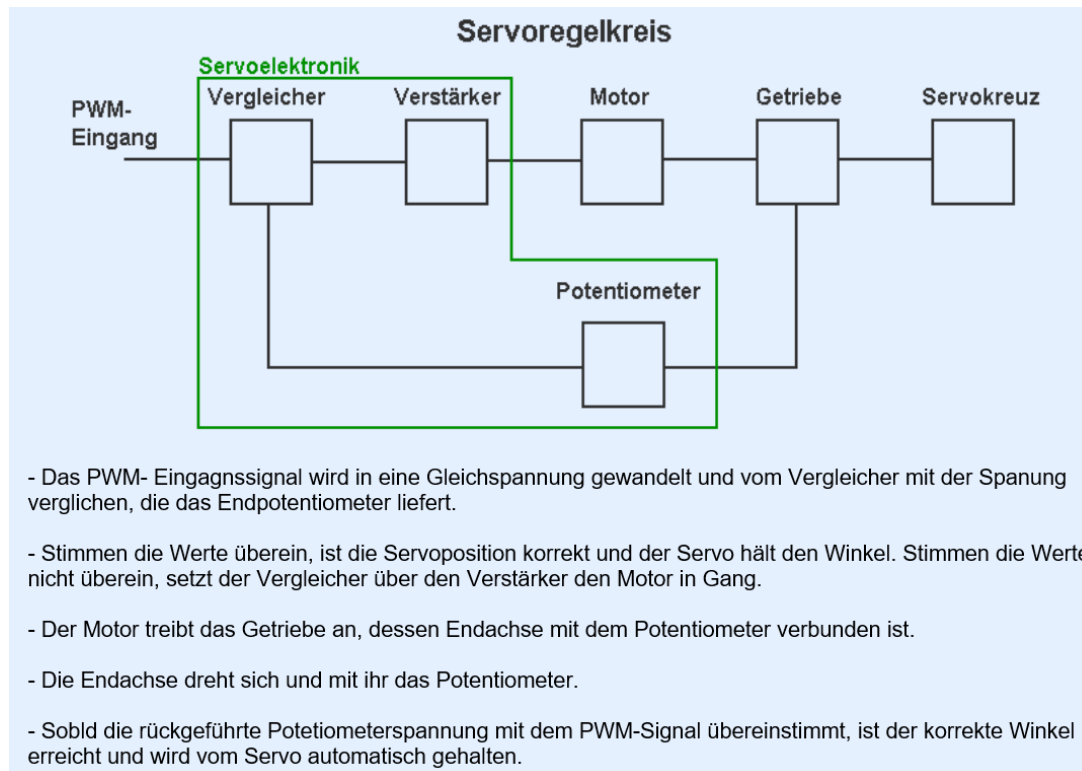 Servoregelkreis
Servoelektronik
PWM-
Eingang
Vergleicher
Verstärker
Motor
Getriebe
Servokreuz
Potentiometer
- Das PWM- Eingagnssignal wird in eine Gleichspannung gewandelt und vom Vergleicher mit der Spanung
verglichen, die das Endpotentiometer liefert.
- Stimmen die Werte überein, ist die Servoposition korrekt und der Servo hält den Winkel. Stimmen die Werte
nicht überein, setzt der Vergleicher über den Verstärker den Motor in Gang.
- Der Motor treibt das Getriebe an, dessen Endachse mit dem Potentiometer verbunden ist.
- Die Endachse dreht sich und mit ihr das Potentiometer.
- Sobld die rückgeführte Potetiometerspannung mit dem PWM-Signal übereinstimmt, ist der korrekte Winkel
erreicht und wird vom Servo automatisch gehalten.